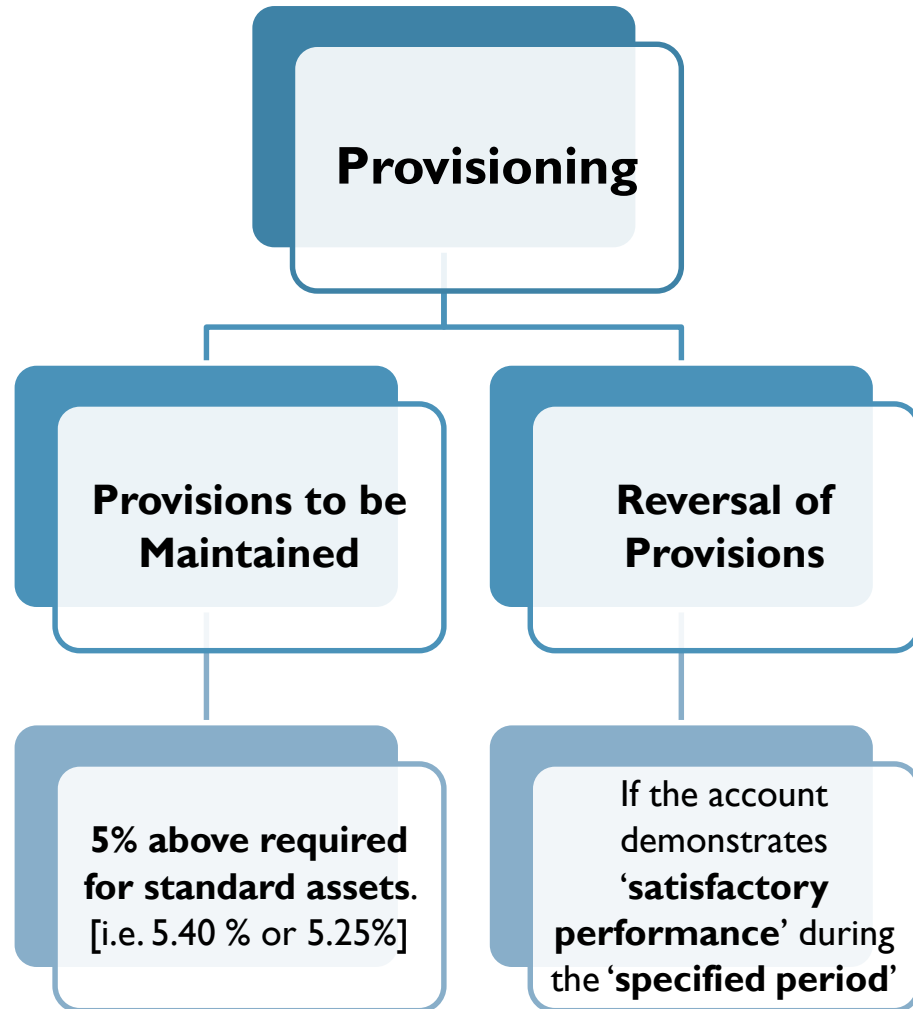 Provisioning
Provisions to be
Maintained
Reversal of
Provisions
5% above required
for standard assets.
[i.e. 5.40 % or 5.25%]
If the account
demonstrates
‘satisfactory
performance’ during
the ‘specified period’